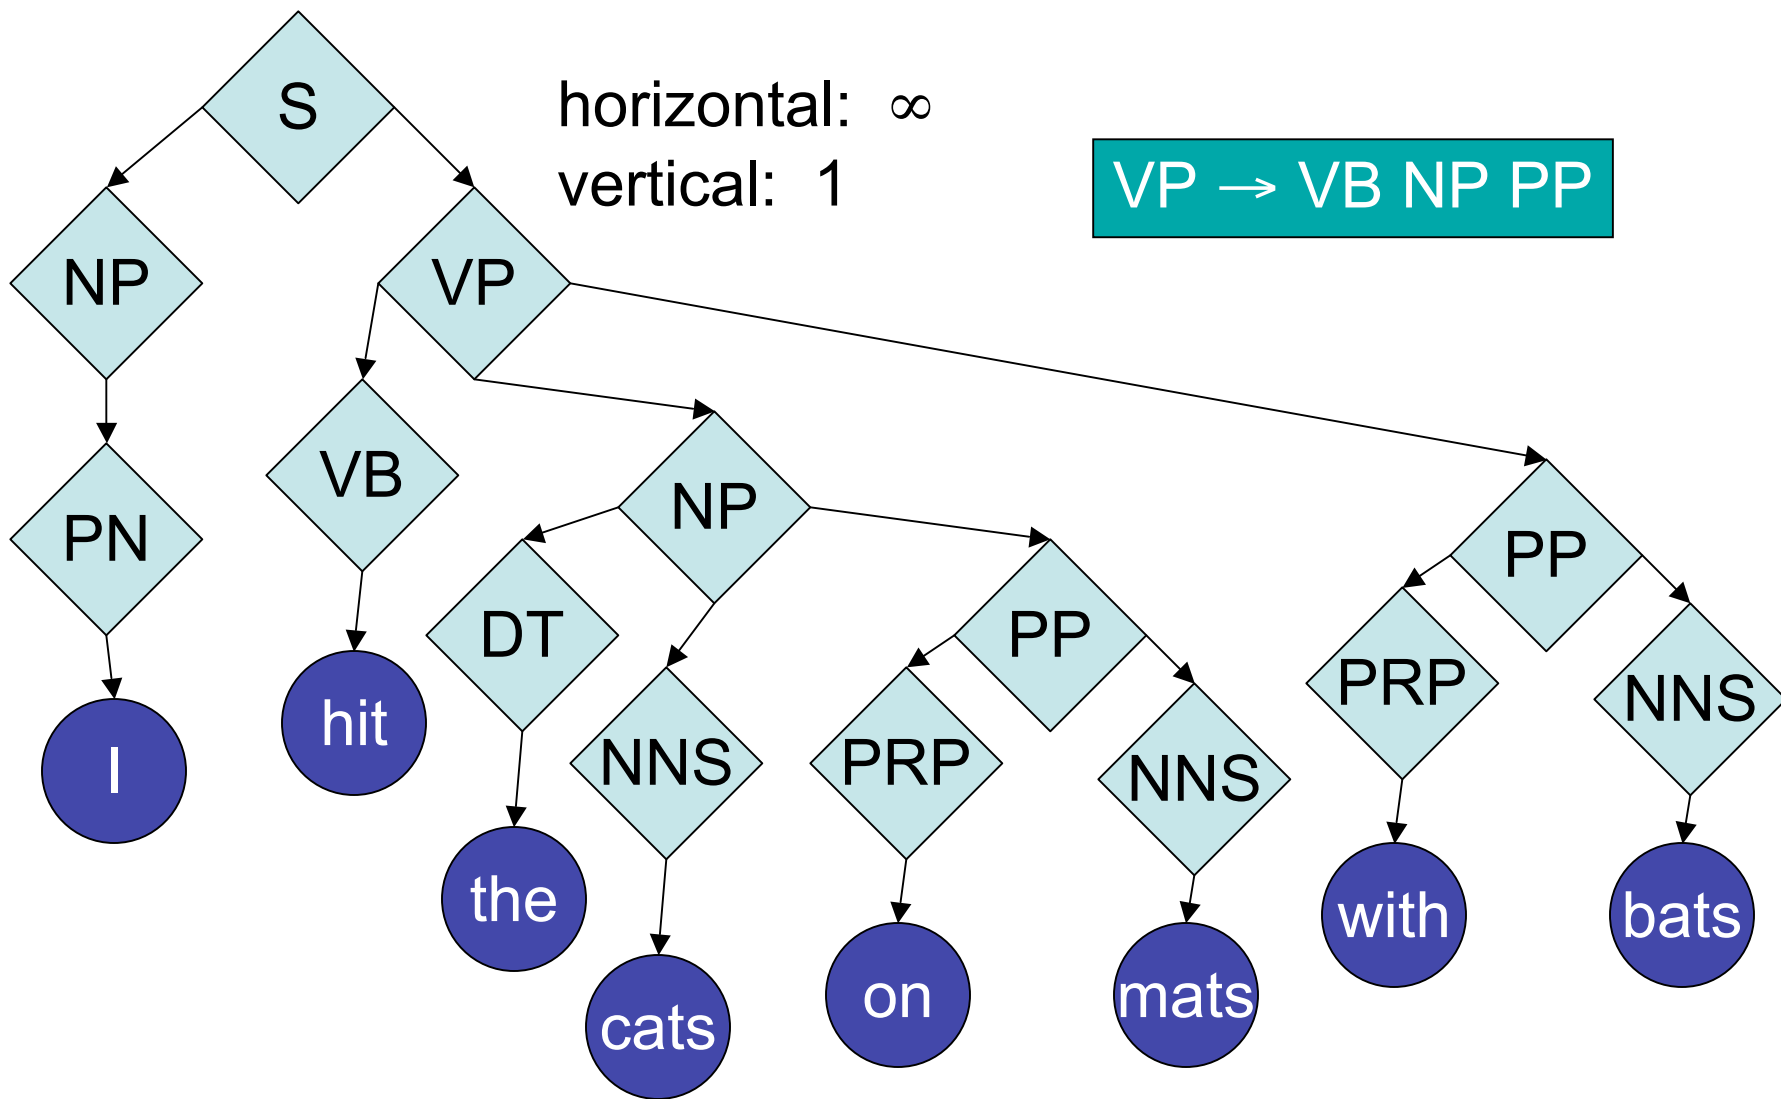 S
horizontal: ∞
vertical: 1
VP → VB NP PP
NP
VP
VB
NP
PN
DT
PP
PP
PRP
NNS
NNS
PRP
NNS
I
hit
the
cats
on
mats
with
bats